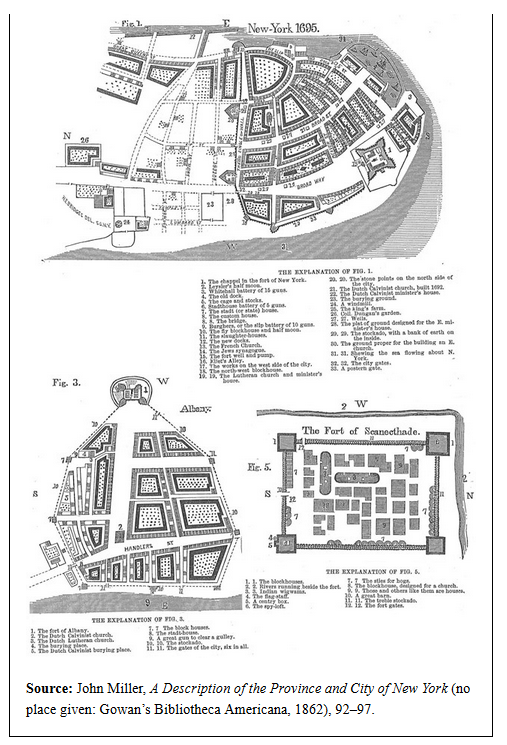 Fig. 1.
E
New-York 1695.
N
26
BROAD WAY
23
28
W
THE EXPLANATION OF FIG. 1.
1. The chappel in the fort of New York.
2. Leysler's half moon.
3. Whitehall battery of 15 guns.
4. The old dock.
5. The cage and stocks.
6. Stadthouse battery of 5 guns.
7. The stadt (or state) house.
8. The custom house.
8. 8. The bridge.
9. Burghers, or the slip battery of 10 guns.
10. The fly blockhouse and half moon.
11. The slaughter-houses.
12. The new docks.
13. The French Church.
14. The Jews synagogue.
15. The fort well and pump.
16. Ellet's Alley.
17. The works on the west side of the city.
18. The north-west blockhouse.
19. 19. The Lutheran church and minister's
house.
20. 20. The stone points on the north side of
the city.
21. The Dutch Calvinist church, built 1692.
22. The Dutch Calvinist minister's house.
23. The burying ground.
24. A windmill.
25. The king's farm.
26. Coll. Dongan's garden.
27. 27. Wells.
28. The plat of ground designed for the E. mi-
nister's house.
29. 29. The stockado, with a bank of earth on
the inside.
30. The ground proper for the building an E.
church.
31. 31. Showing the sea flowing about N.
York.
32. 32. The city gates.
33. A postern gate.
Fig. 3.
W
Albany.
S
HANDLERS ST
E
THE EXPLANATION OF FIG. 3.
1. The fort of Albany.
2. The Dutch Calvinist church.
3. The Dutch Lutheran church.
4. The burying place.
5. The Dutch Calvinist burying place.
7. 7. The block houses.
8. The stadt-house.
9. A great gun to clear a gulley.
10. 10. The stockado.
11. 11. The gates of the city, six in all.
2 W
The Fort of Scanecthade.
Fig. 5.
S
N
THE EXPLANATION OF FIG. 5.
1. 1. The blockhouses.
2. 2. Rivers running beside the fort.
3. 3. Indian wigwams.
4. The flag-staff.
5. A centry box.
6. The spy-loft.
7. 7. The sties for hogs.
8. The blockhouse, designed for a church.
9. 9. Those and others like them are houses.
10. A great barn.
11. 11. The treble stockado.
12. 12. The fort gates.
Source: John Miller, A Description of the Province and City of New York (no
place given: Gowan's Bibliotheca Americana, 1862), 92–97.